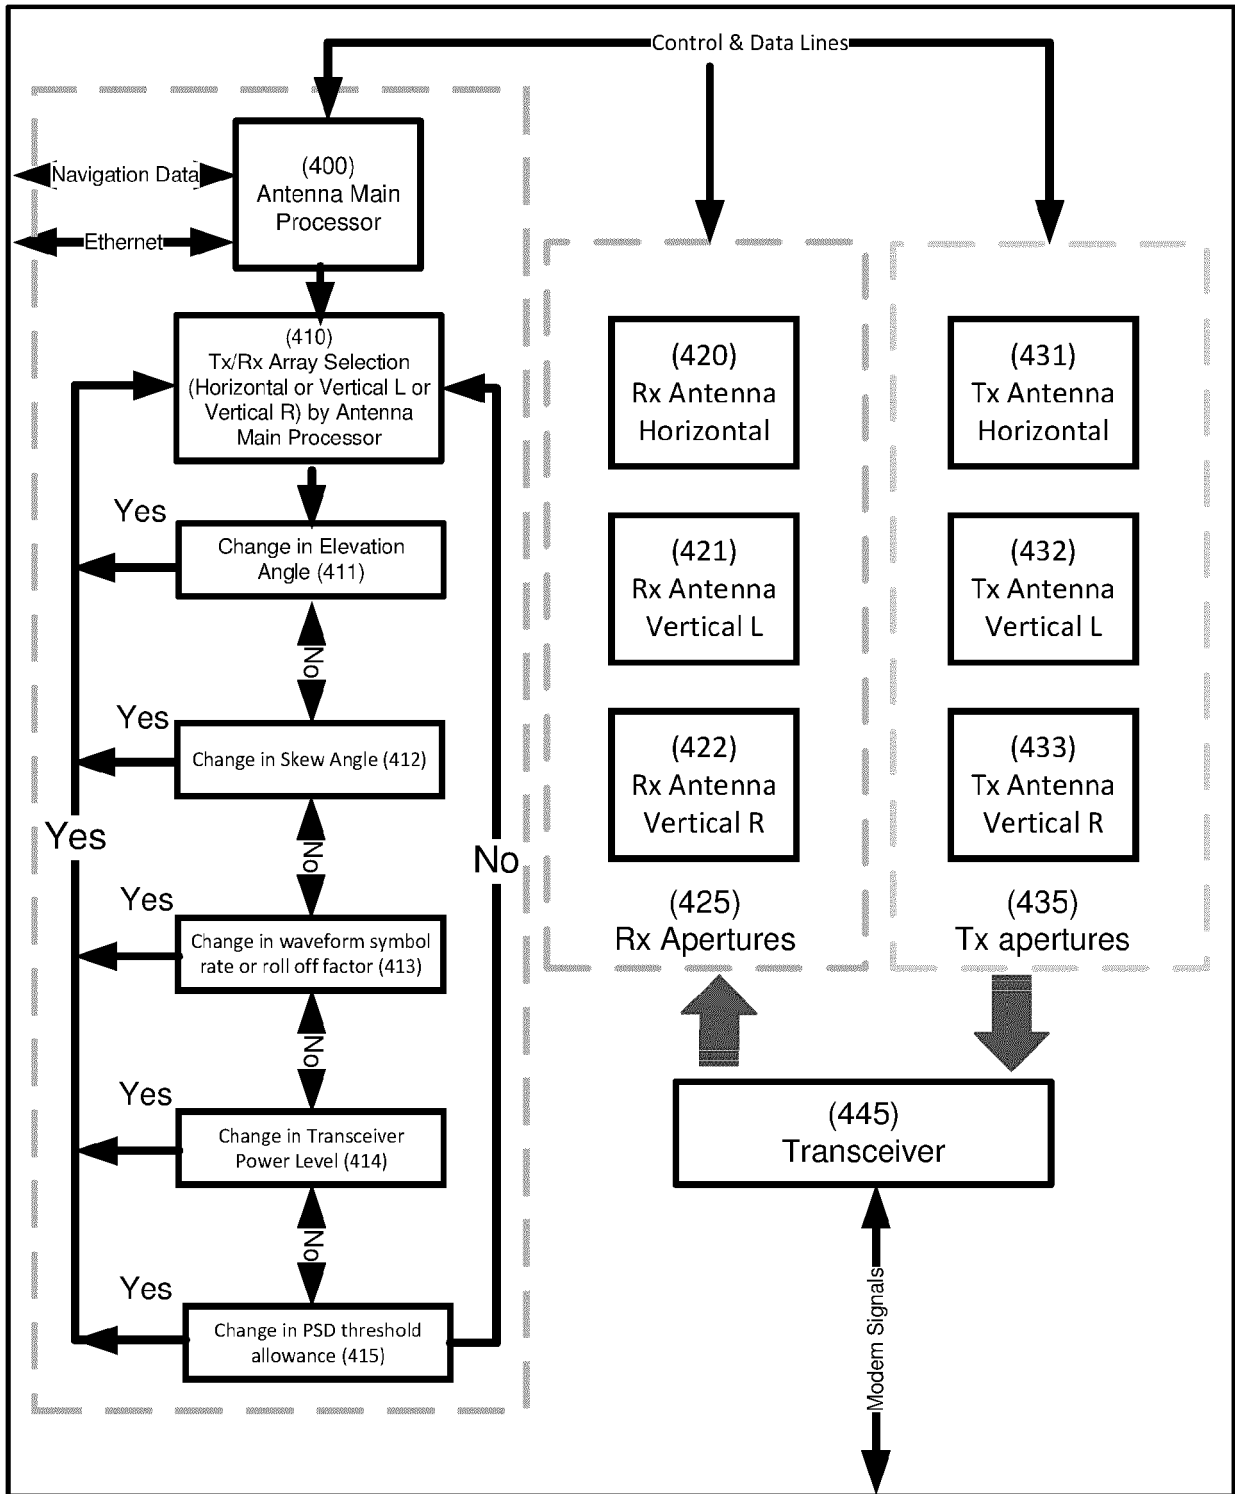 Control & Data Lines
Navigation Data
Ethernet
(400)
Antenna Main
Processor
(410)
Tx/Rx Array Selection
(Horizontal or Vertical L or
Vertical R) by Antenna
Main Processor
Yes
Change in Elevation
Angle (411)
No
Yes
Change in Skew Angle (412)
No
Yes
No
Yes
Change in waveform symbol
rate or roll off factor (413)
No
Yes
Change in Transceiver
Power Level (414)
No
Yes
Change in PSD threshold
allowance (415)
(420)
Rx Antenna
Horizontal
(421)
Rx Antenna
Vertical L
(422)
Rx Antenna
Vertical R
(425)
Rx Apertures
(431)
Tx Antenna
Horizontal
(432)
Tx Antenna
Vertical L
(433)
Tx Antenna
Vertical R
(435)
Tx apertures
(445)
Transceiver
Modem Signals